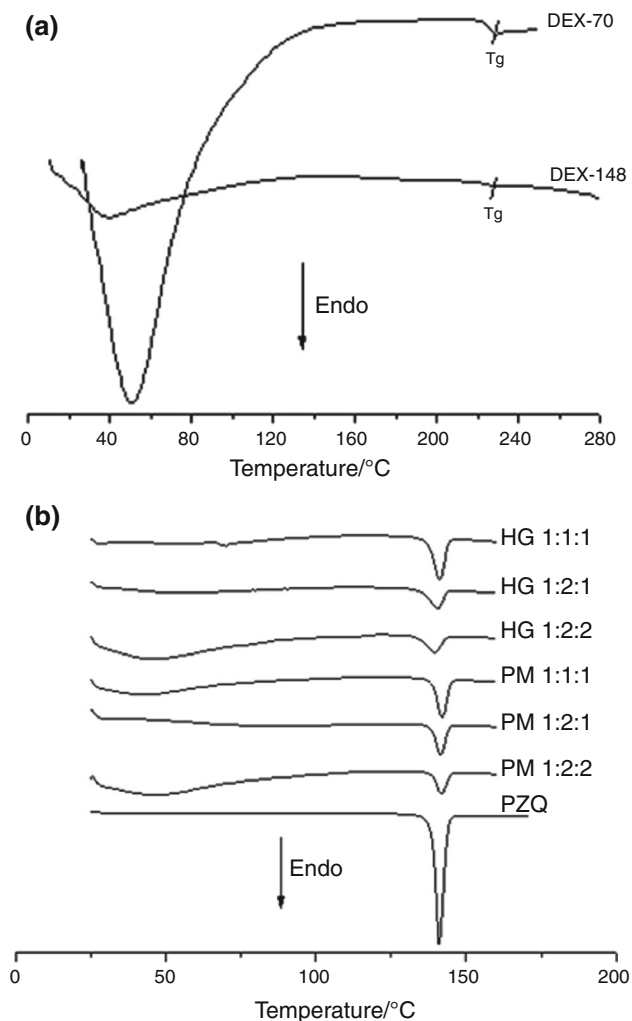 (a)
DEX-70
Tg
DEX-148
Tg
Endo
0 40 80 120 160 200 240 280
Temperature/°C
(b)
HG 1:1:1
HG 1:2:1
HG 1:2:2
PM 1:1:1
PM 1:2:1
PM 1:2:2
PZQ
Endo
0 50 100 150 200
Temperature/°C